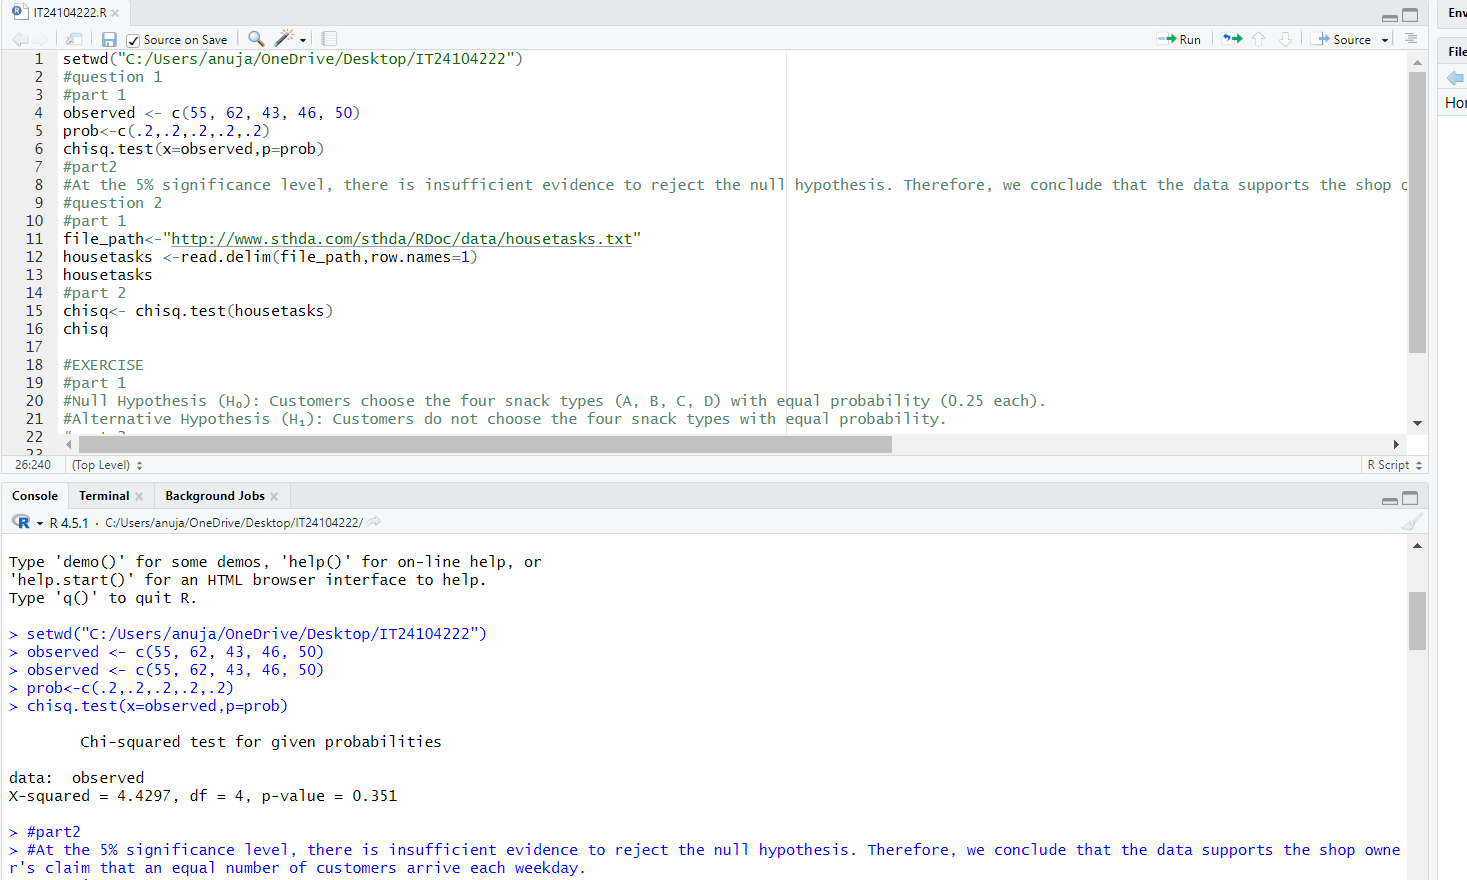 IT24104222.R
Source on Save
Run
Source
1 setwd("C:/Users/anuja/OneDrive/Desktop/IT24104222")
2 #question 1
3 #part 1
4 observed <- c(55, 62, 43, 46, 50)
5 prob<-c(.2,.2,.2,.2,.2)
6 chisq.test(x=observed,p=prob)
7 #part2
8 #At the 5% significance level, there is insufficient evidence to reject the null hypothesis. Therefore, we conclude that the data supports the shop
9 #question 2
10 #part 1
11 file_path<-"http://www.sthda.com/sthda/RDoc/data/housetasks.txt"
12 housetasks <-read.delim(file_path,row.names=1)
13 housetasks
14 #part 2
15 chisq<- chisq.test(housetasks)
16 chisq
17
18 #EXERCISE
19 #part 1
20 #Null Hypothesis (H₀): Customers choose the four snack types (A, B, C, D) with equal probability (0.25 each).
21 #Alternative Hypothesis (H₁): Customers do not choose the four snack types with equal probability.
22
23
26:240 (Top Level) R Script
Console Terminal Background Jobs
R 4.5.1 · C:/Users/anuja/OneDrive/Desktop/IT24104222/
Type 'demo()' for some demos, 'help()' for on-line help, or
'help.start()' for an HTML browser interface to help.
Type 'q()' to quit R.
> setwd("C:/Users/anuja/OneDrive/Desktop/IT24104222")
> observed <- c(55, 62, 43, 46, 50)
> observed <- c(55, 62, 43, 46, 50)
> prob<-c(.2,.2,.2,.2,.2)
> chisq.test(x=observed,p=prob)
Chi-squared test for given probabilities
data: observed
X-squared = 4.4297, df = 4, p-value = 0.351
> #part2
> #At the 5% significance level, there is insufficient evidence to reject the null hypothesis. Therefore, we conclude that the data supports the shop owne
r's claim that an equal number of customers arrive each weekday.
Env
File
Hor